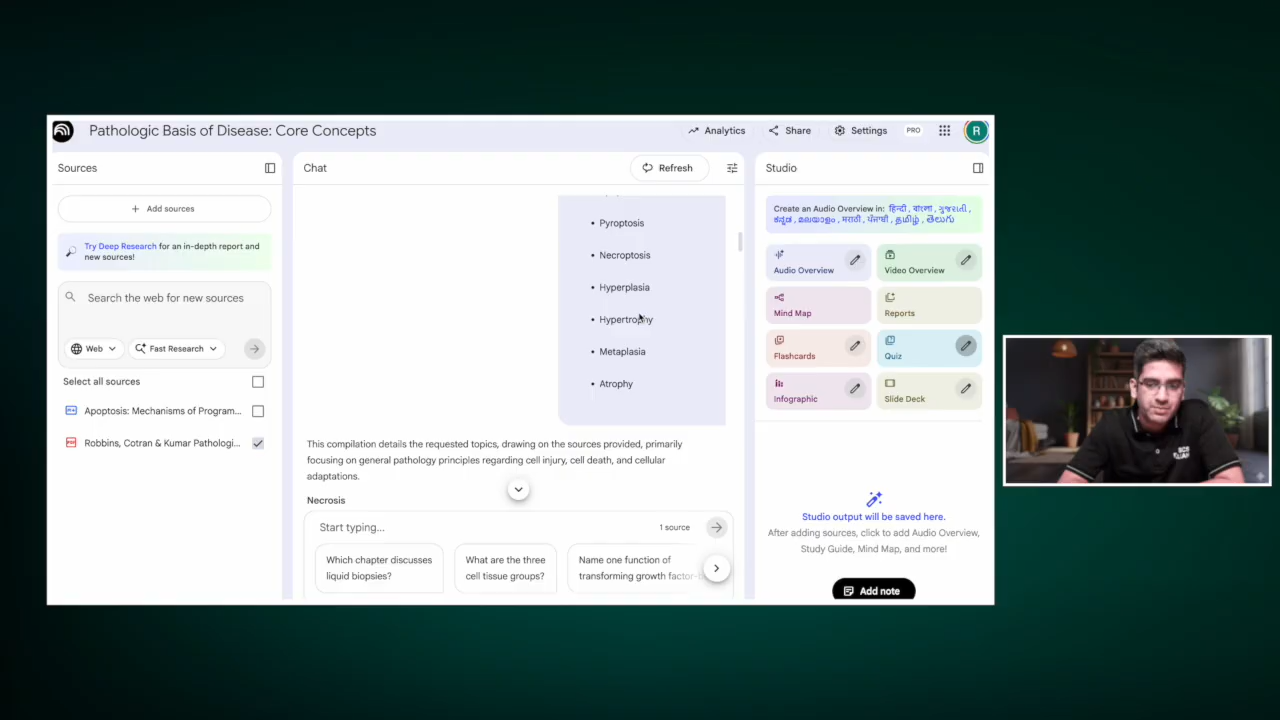 Pathologic Basis of Disease: Core Concepts
Analytics
Share
Settings
PRO
R
Sources
Add sources
Try Deep Research for an in-depth report and
new sources!
Search the web for new sources
Web
Fast Research
Select all sources
Apoptosis: Mechanisms of Program...
Robbins, Cotran & Kumar Pathologi...
Chat
Refresh
• Pyroptosis
• Necroptosis
• Hyperplasia
• Hypertrophy
• Metaplasia
• Atrophy
This compilation details the requested topics, drawing on the sources provided, primarily
focusing on general pathology principles regarding cell injury, cell death, and cellular
adaptations.
Necrosis
Start typing...
1 source
Which chapter discusses
liquid biopsies?
What are the three
cell tissue groups?
Name one function of
transforming growth factor-b
Studio
Create an Audio Overview in: हिन्दी, বাংলা, ગુજરાતી,
ಕನ್ನಡ, മലയാളം, मराठी, ਪੰਜਾਬੀ, தமிழ், తెలుగు
Audio Overview
Video Overview
Mind Map
Reports
Flashcards
Quiz
Infographic
Slide Deck
Studio output will be saved here.
After adding sources, click to add Audio Overview,
Study Guide, Mind Map, and more!
Add note